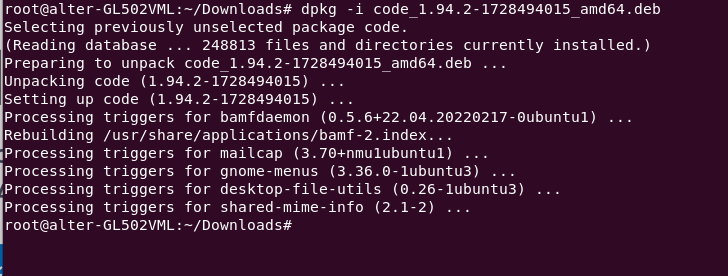 root@alter-GL502VML:~/Downloads# dpkg -i code_1.94.2-1728494015_amd64.deb
Selecting previously unselected package code.
(Reading database ... 248813 files and directories currently installed.)
Preparing to unpack code_1.94.2-1728494015_amd64.deb ...
Unpacking code (1.94.2-1728494015) ...
Setting up code (1.94.2-1728494015) ...
Processing triggers for bamfdaemon (0.5.6+22.04.20220217-0ubuntu1) ...
Rebuilding /usr/share/applications/bamf-2.index...
Processing triggers for mailcap (3.70+nmu1ubuntu1) ...
Processing triggers for gnome-menus (3.36.0-1ubuntu3) ...
Processing triggers for desktop-file-utils (0.26-1ubuntu3) ...
Processing triggers for shared-mime-info (2.1-2) ...
root@alter-GL502VML:~/Downloads#